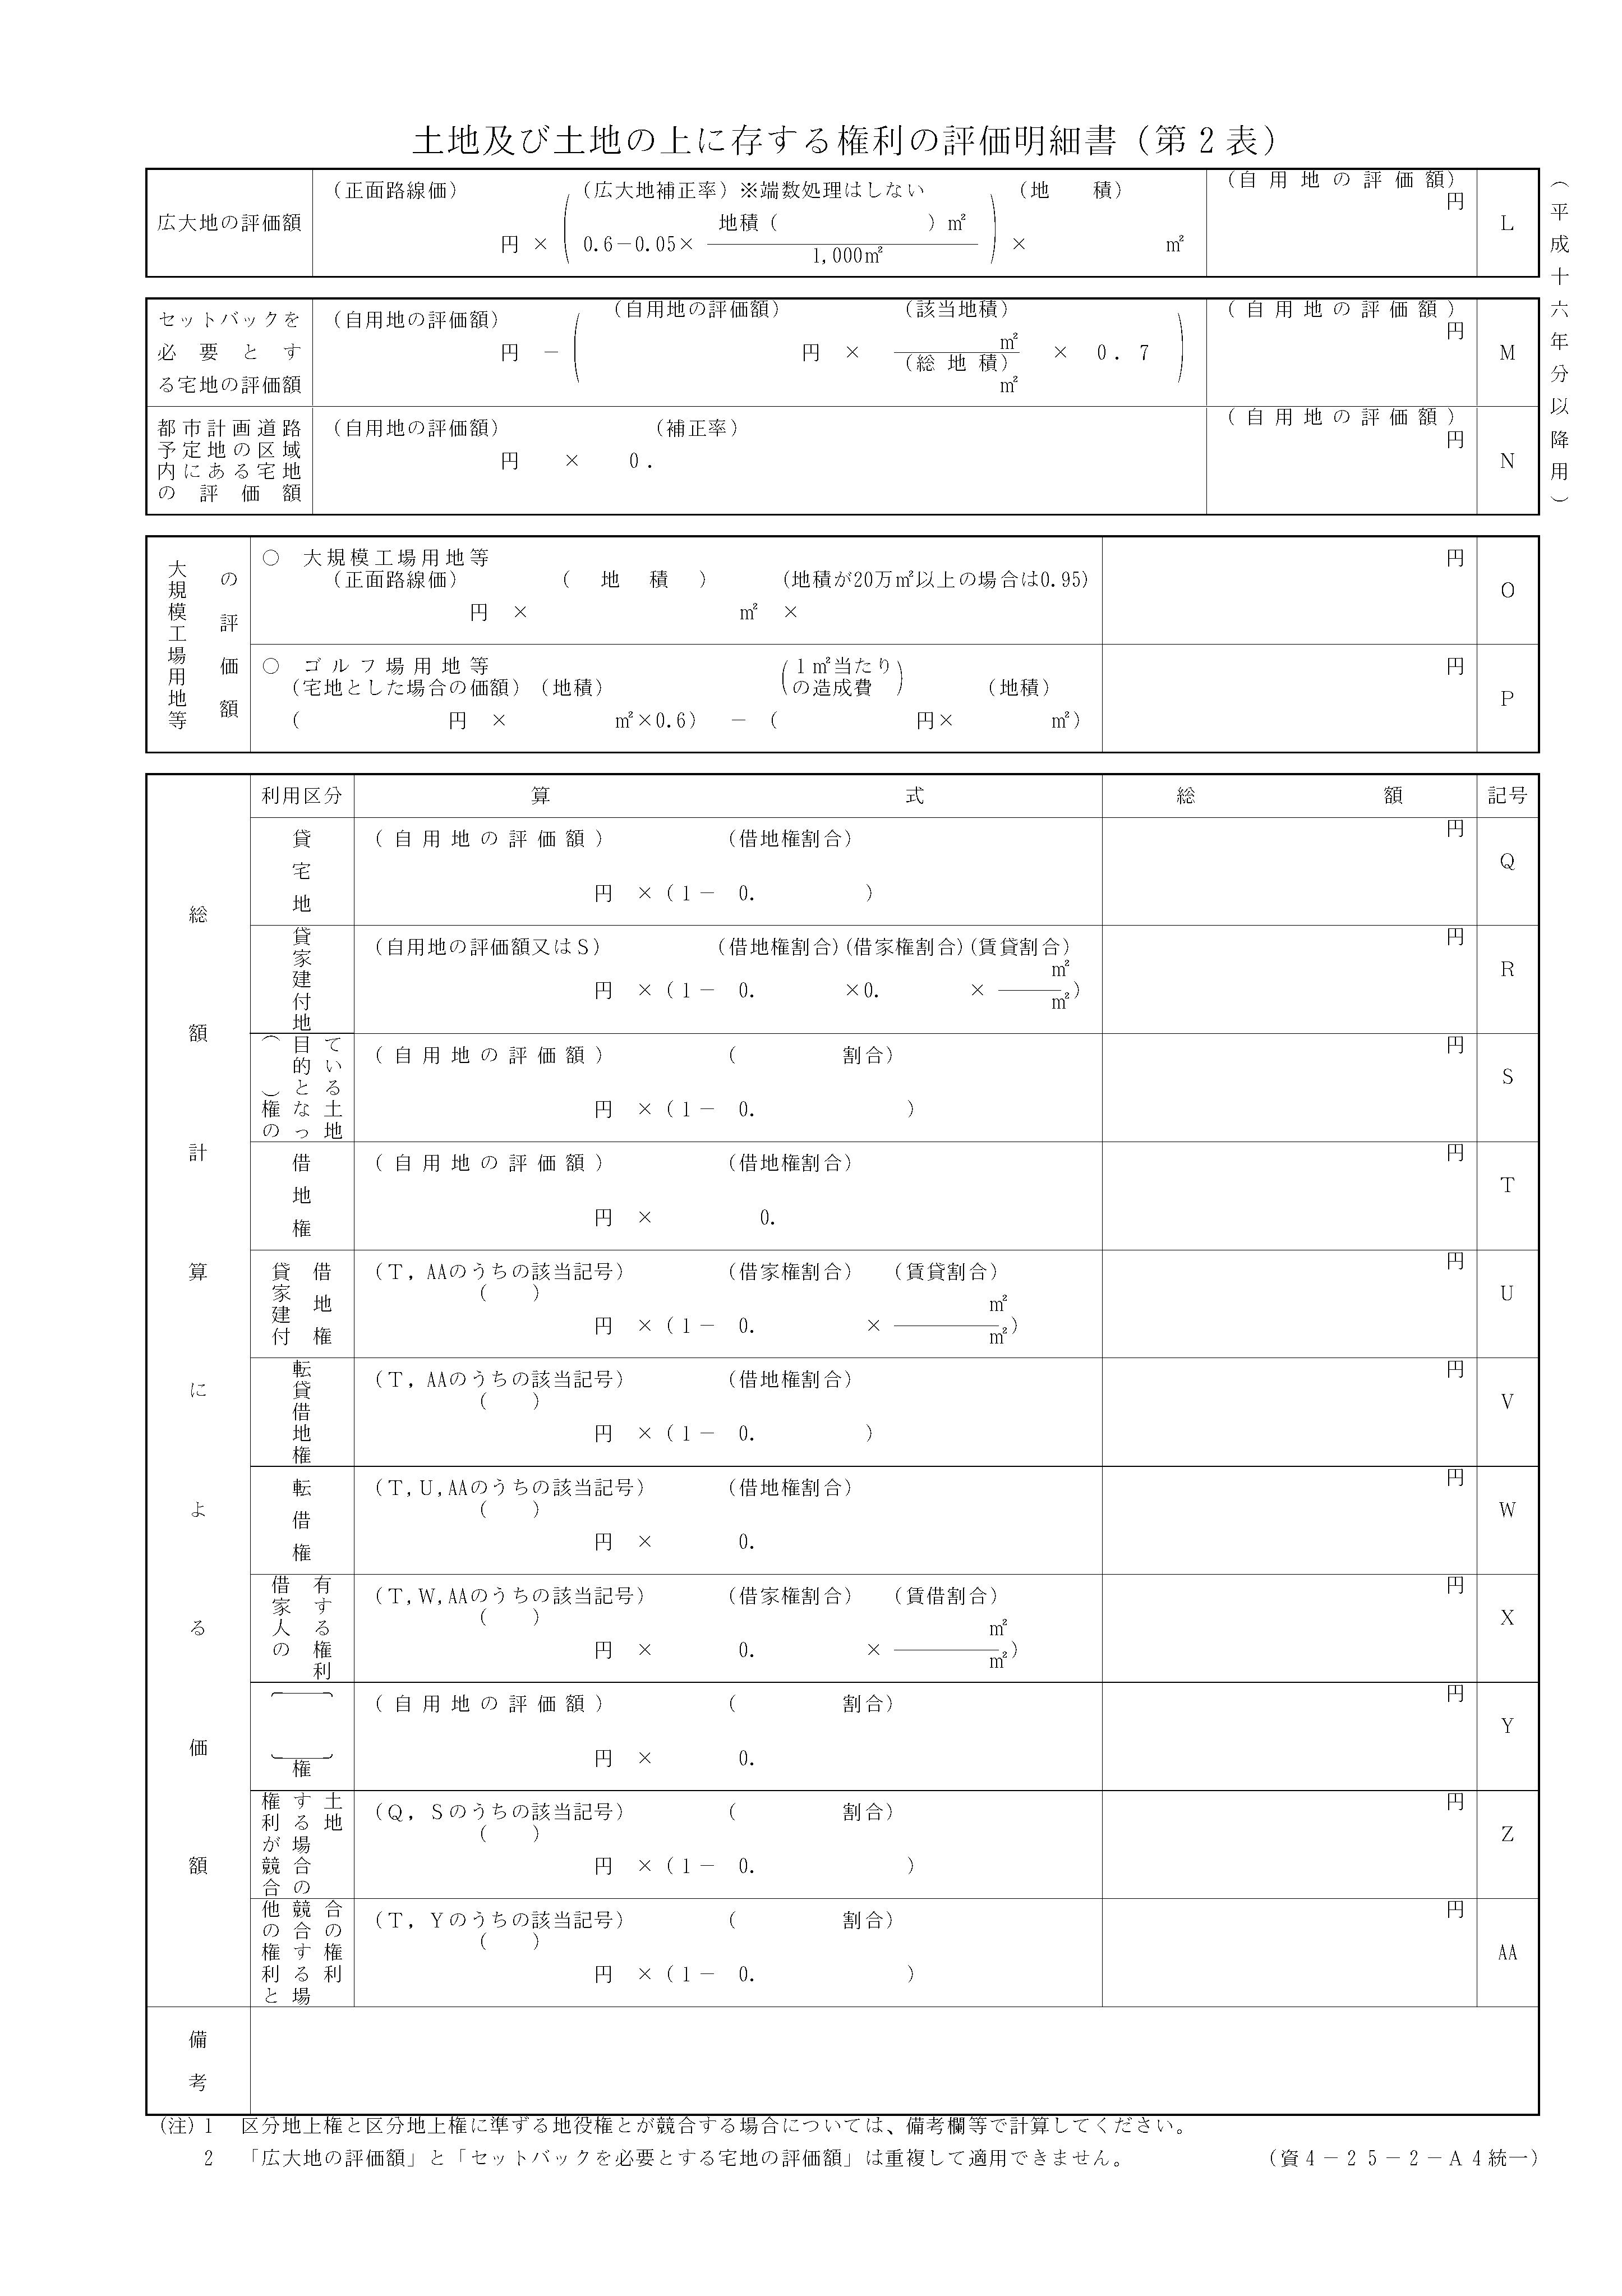 土地及び土地の上に存する権利の評価明細書（第２表）
（平成十六年分以降用）
広大地の評価額
（正面路線価） （広大地補正率）※端数処理はしない （地　積） （自用地の評価額）
円 × ( 0.6－0.05× 地積（　）㎡ / 1,000㎡ ) × ㎡ 円 L
セットバックを必要とする宅地の評価額
（自用地の評価額） （自用地の評価額） （該当地積） （自用地の評価額）
円 － ( 円 × ㎡ / （総地積） ㎡ × 0.7 ) 円 M
都市計画道路予定地の区域内にある宅地の評価額
（自用地の評価額） （補正率） （自用地の評価額）
円 × 0. 円 N
大規模工場用地等の評価額
○ 大規模工場用地等
（正面路線価） （地積） （地積が20万㎡以上の場合は0.95）
円 × ㎡ × 円 O
○ ゴルフ場用地等
（宅地とした場合の価額）（地積） （1㎡当たりの造成費） （地積）
（ 円 × ㎡×0.6） － （ 円× ㎡） 円 P
総額計算による価額
利用区分 算式 総額 記号
貸宅地
（自用地の評価額） （借地権割合）
円 ×（1－ 0. ） 円 Q
貸家建付地
（自用地の評価額又はＳ） （借地権割合）（借家権割合）（賃貸割合）
円 ×（1－ 0. ×0. × ㎡ / ㎡） 円 R
（　）権の目的となっている土地
（自用地の評価額） （　割合）
円 ×（1－ 0. ） 円 S
借地権
（自用地の評価額） （借地権割合）
円 × 0. 円 T
貸家建付借地権
（T，AAのうちの該当記号） （借家権割合） （賃貸割合）
（　）
円 ×（1－ 0. × ㎡ / ㎡） 円 U
転貸借地権
（T，AAのうちの該当記号） （借地権割合）
（　）
円 ×（1－ 0. ） 円 V
転借権
（T,U,AAのうちの該当記号） （借地権割合）
（　）
円 × 0. 円 W
借家人の有する権利
（T,W,AAのうちの該当記号） （借家権割合） （賃借割合）
（　）
円 × 0. × ㎡ / ㎡） 円 X
（　）権
（自用地の評価額） （　割合）
円 × 0. 円 Y
権利が競合する場合の土地
（Q，Sのうちの該当記号） （　割合）
（　）
円 ×（1－ 0. ） 円 Z
他の権利と競合する場合の権利
（T，Yのうちの該当記号） （　割合）
（　）
円 ×（1－ 0. ） 円 AA
備考
（注）1　区分地上権と区分地上権に準ずる地役権とが競合する場合については、備考欄等で計算してください。
2　「広大地の評価額」と「セットバックを必要とする宅地の評価額」は重複して適用できません。
（資４－２５－２－Ａ４統一）